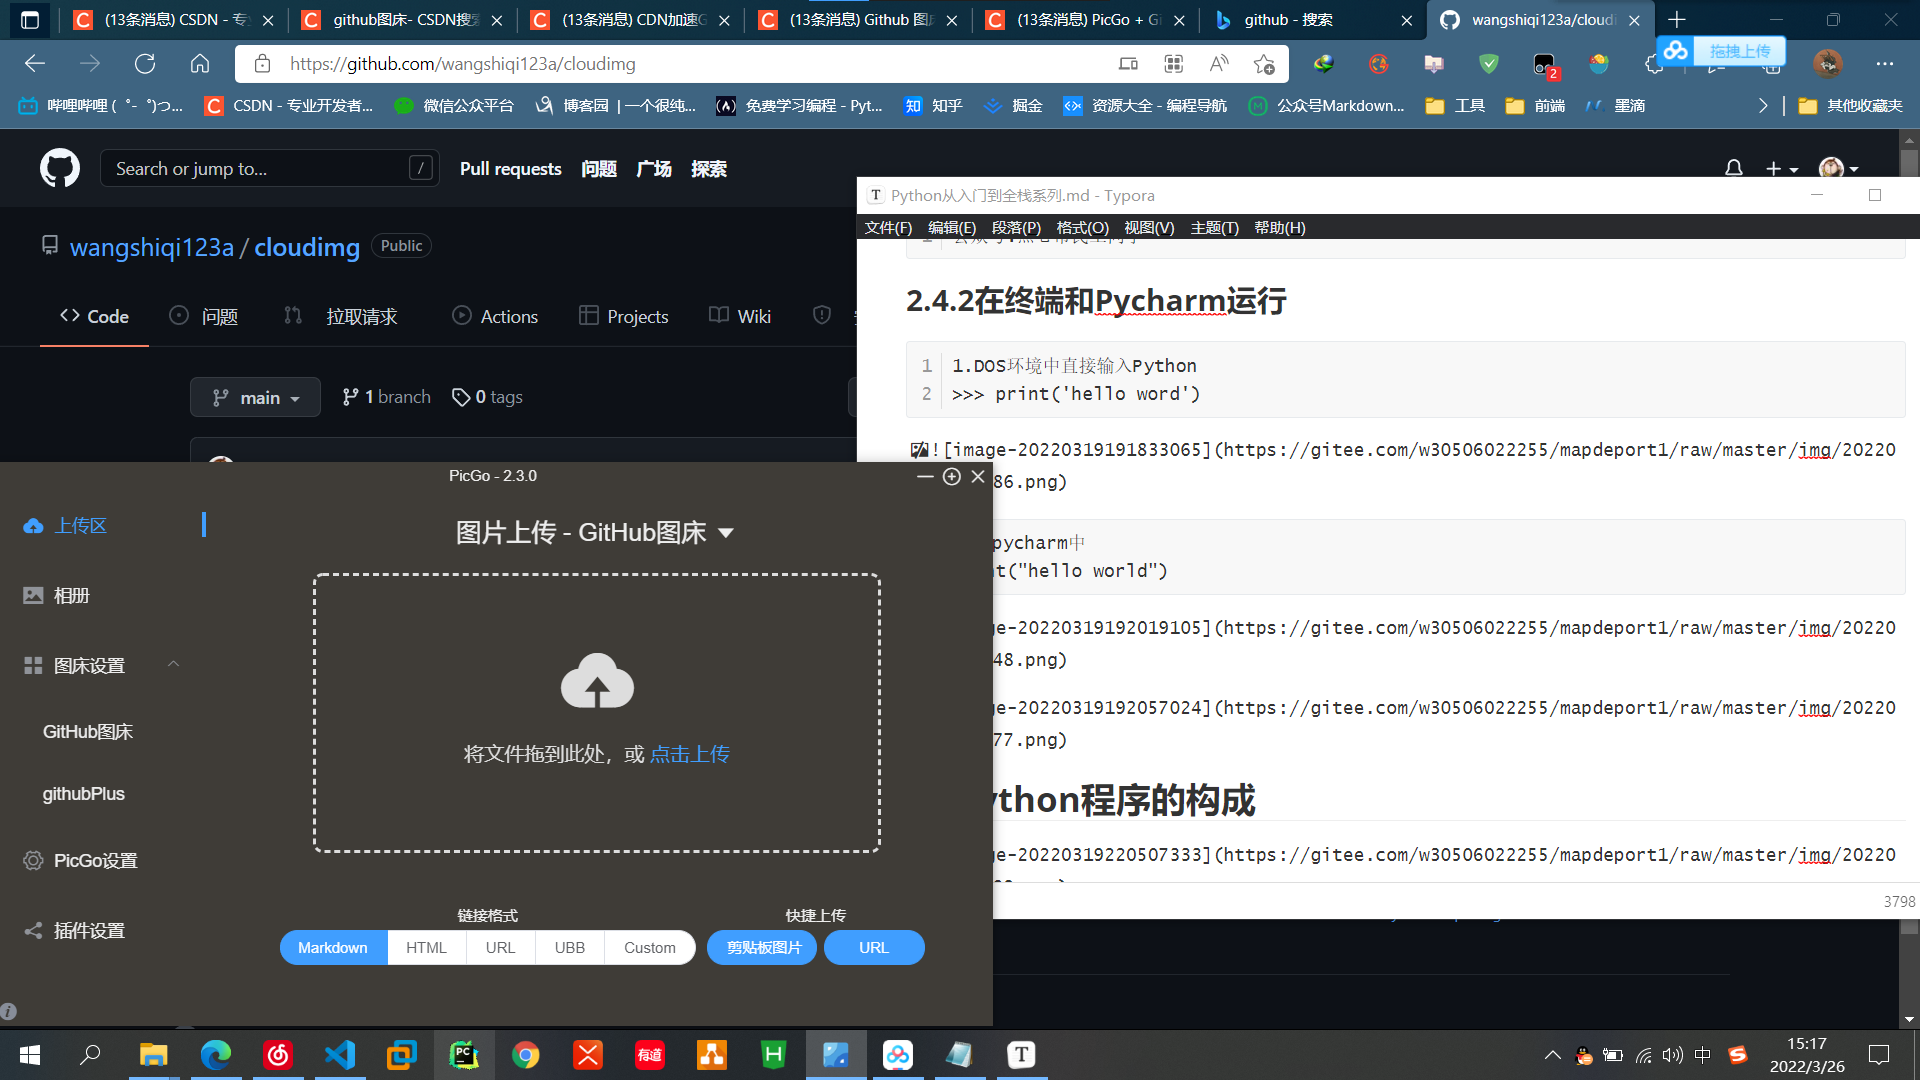 (13条消息) CSDN - 专
github图床- CSDN搜索
(13条消息) CDN加速G
(13条消息) Github 图床
(13条消息) PicGo + Gi
github - 搜索
wangshiqi123a/cloudi
https://github.com/wangshiqi123a/cloudimg
拖拽上传
2
哔哩哔哩 ( ゜- ゜)つ...
CSDN - 专业开发者...
微信公众平台
博客园 | 一个很纯...
免费学习编程 - Pyt...
知乎
掘金
资源大全 - 编程导航
公众号Markdown...
工具
前端
墨滴
其他收藏夹
Search or jump to...
/
Pull requests
问题
广场
探索
wangshiqi123a / cloudimg
Public
Code
问题
拉取请求
Actions
Projects
Wiki
main
1 branch
0 tags
Python从入门到全栈系列.md - Typora
文件(F) 编辑(E) 段落(P) 格式(O) 视图(V) 主题(T) 帮助(H)
2.4.2在终端和Pycharm运行
1 1.DOS环境中直接输入Python
2 >>> print('hello word')
![image-20220319191833065](https://gitee.com/w30506022255/mapdeport1/raw/master/img/20220
86.png)
pycharm中
nt("hello world")
ge-20220319192019105](https://gitee.com/w30506022255/mapdeport1/raw/master/img/20220
48.png)
ge-20220319192057024](https://gitee.com/w30506022255/mapdeport1/raw/master/img/20220
77.png)
ython程序的构成
ge-20220319220507333](https://gitee.com/w30506022255/mapdeport1/raw/master/img/20220
3798
PicGo - 2.3.0
上传区
相册
图床设置
GitHub图床
githubPlus
PicGo设置
插件设置
图片上传 - GitHub图床
将文件拖到此处，或 点击上传
链接格式
快捷上传
Markdown HTML URL UBB Custom
剪贴板图片 URL
有道
中
15:17
2022/3/26